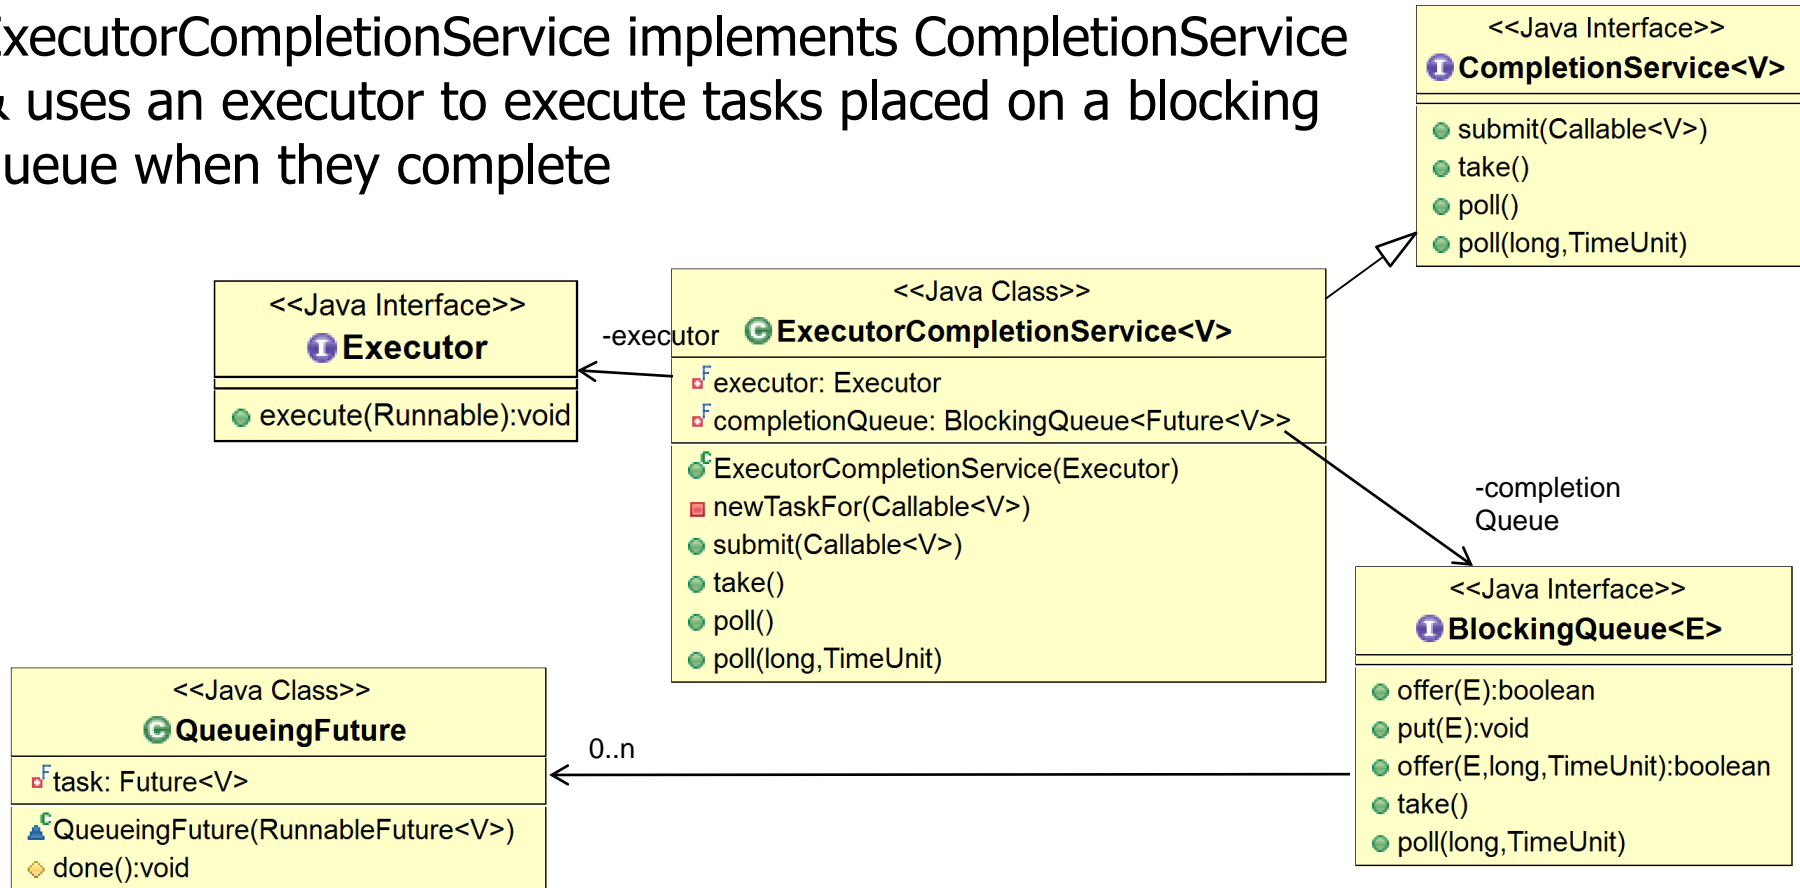 ExecutorCompletionService implements CompletionService
& uses an executor to execute tasks placed on a blocking
queue when they complete
<<Java Interface>>
CompletionService<V>
submit(Callable<V>)
take()
poll()
poll(long,TimeUnit)
<<Java Interface>>
Executor
execute(Runnable):void
-executor
<<Java Class>>
ExecutorCompletionService<V>
executor: Executor
completionQueue: BlockingQueue<Future<V>>
ExecutorCompletionService(Executor)
newTaskFor(Callable<V>)
submit(Callable<V>)
take()
poll()
poll(long,TimeUnit)
-completion
Queue
<<Java Interface>>
BlockingQueue<E>
offer(E):boolean
put(E):void
offer(E,long,TimeUnit):boolean
take()
poll(long,TimeUnit)
0..n
<<Java Class>>
QueueingFuture
task: Future<V>
QueueingFuture(RunnableFuture<V>)
done():void